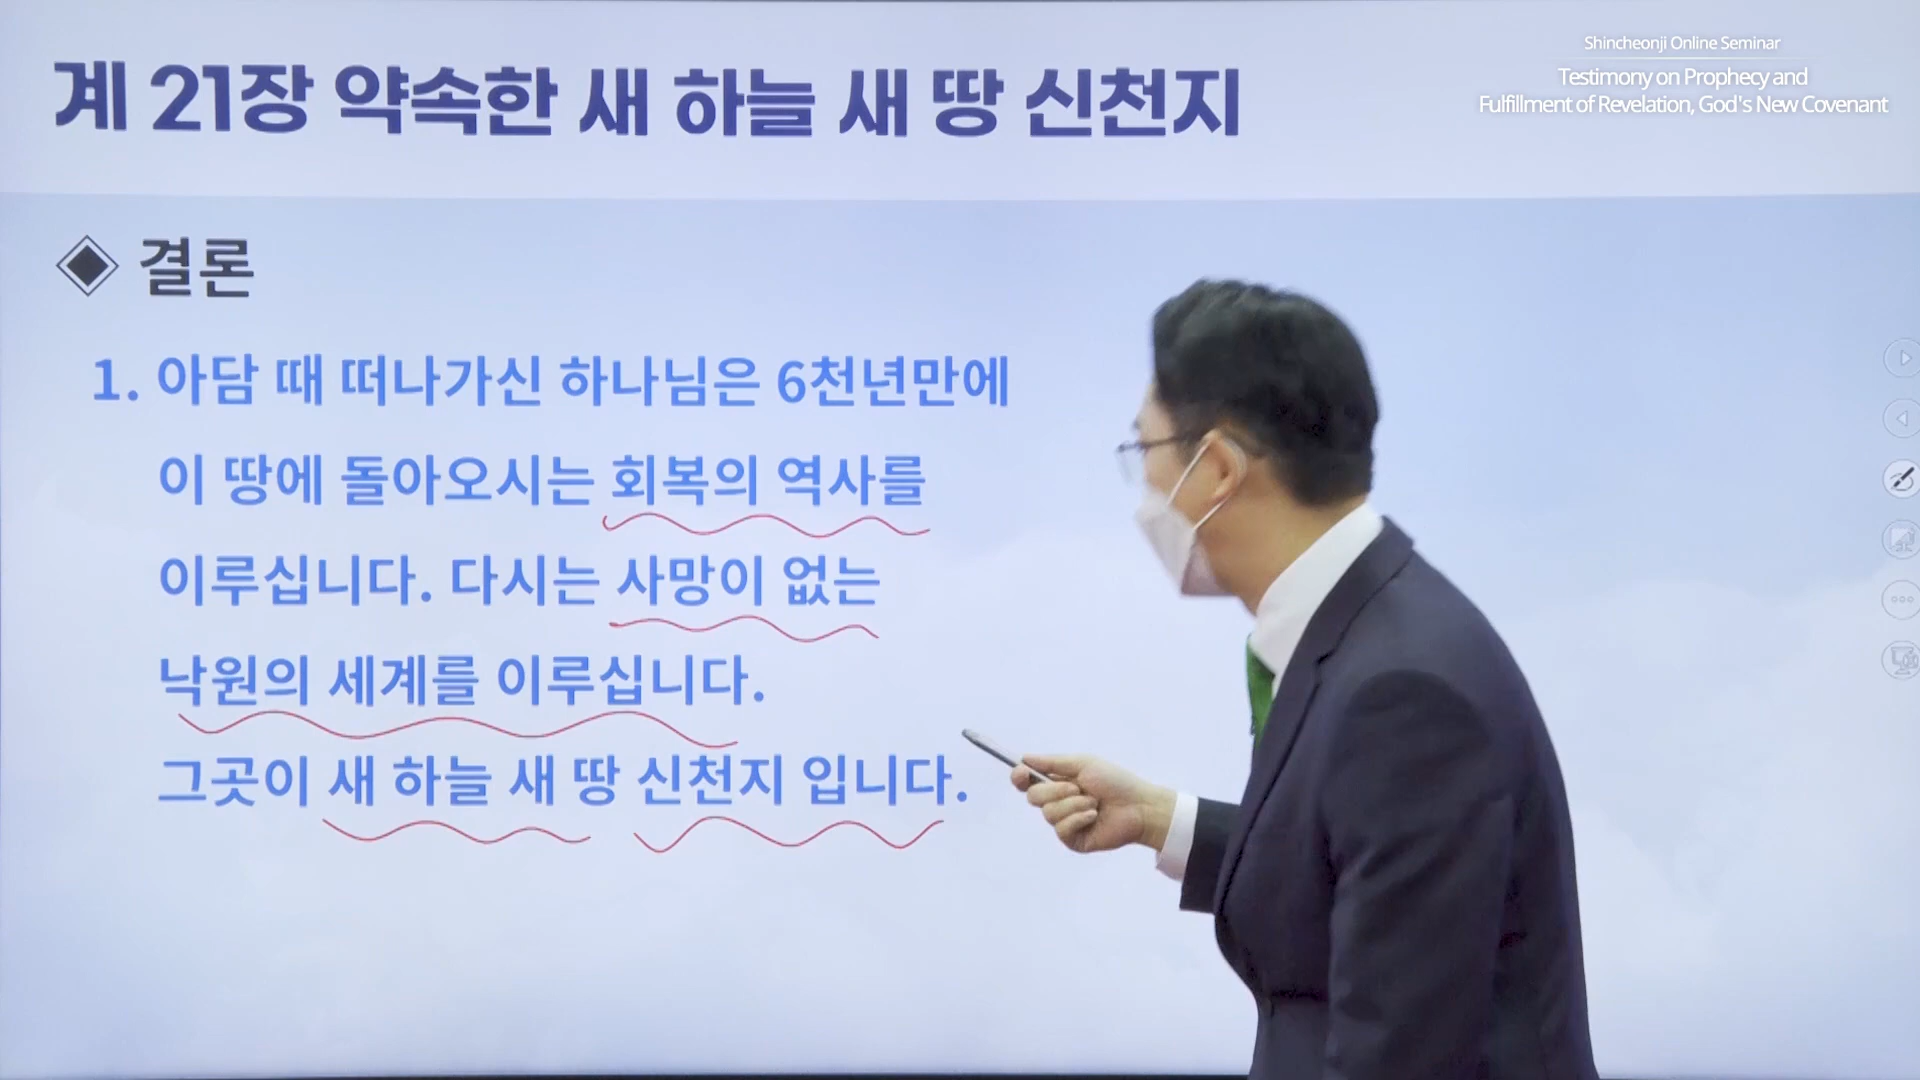 계 21장 약속한 새 하늘 새 땅 신천지
Shincheonji Online Seminar
Testimony on Prophecy and
Fulfillment of Revelation, God's New Covenant
결론
1. 아담 때 떠나가신 하나님은 6천년만에
이 땅에 돌아오시는 회복의 역사를
이루십니다. 다시는 사망이 없는
낙원의 세계를 이루십니다.
그곳이 새 하늘 새 땅 신천지 입니다.